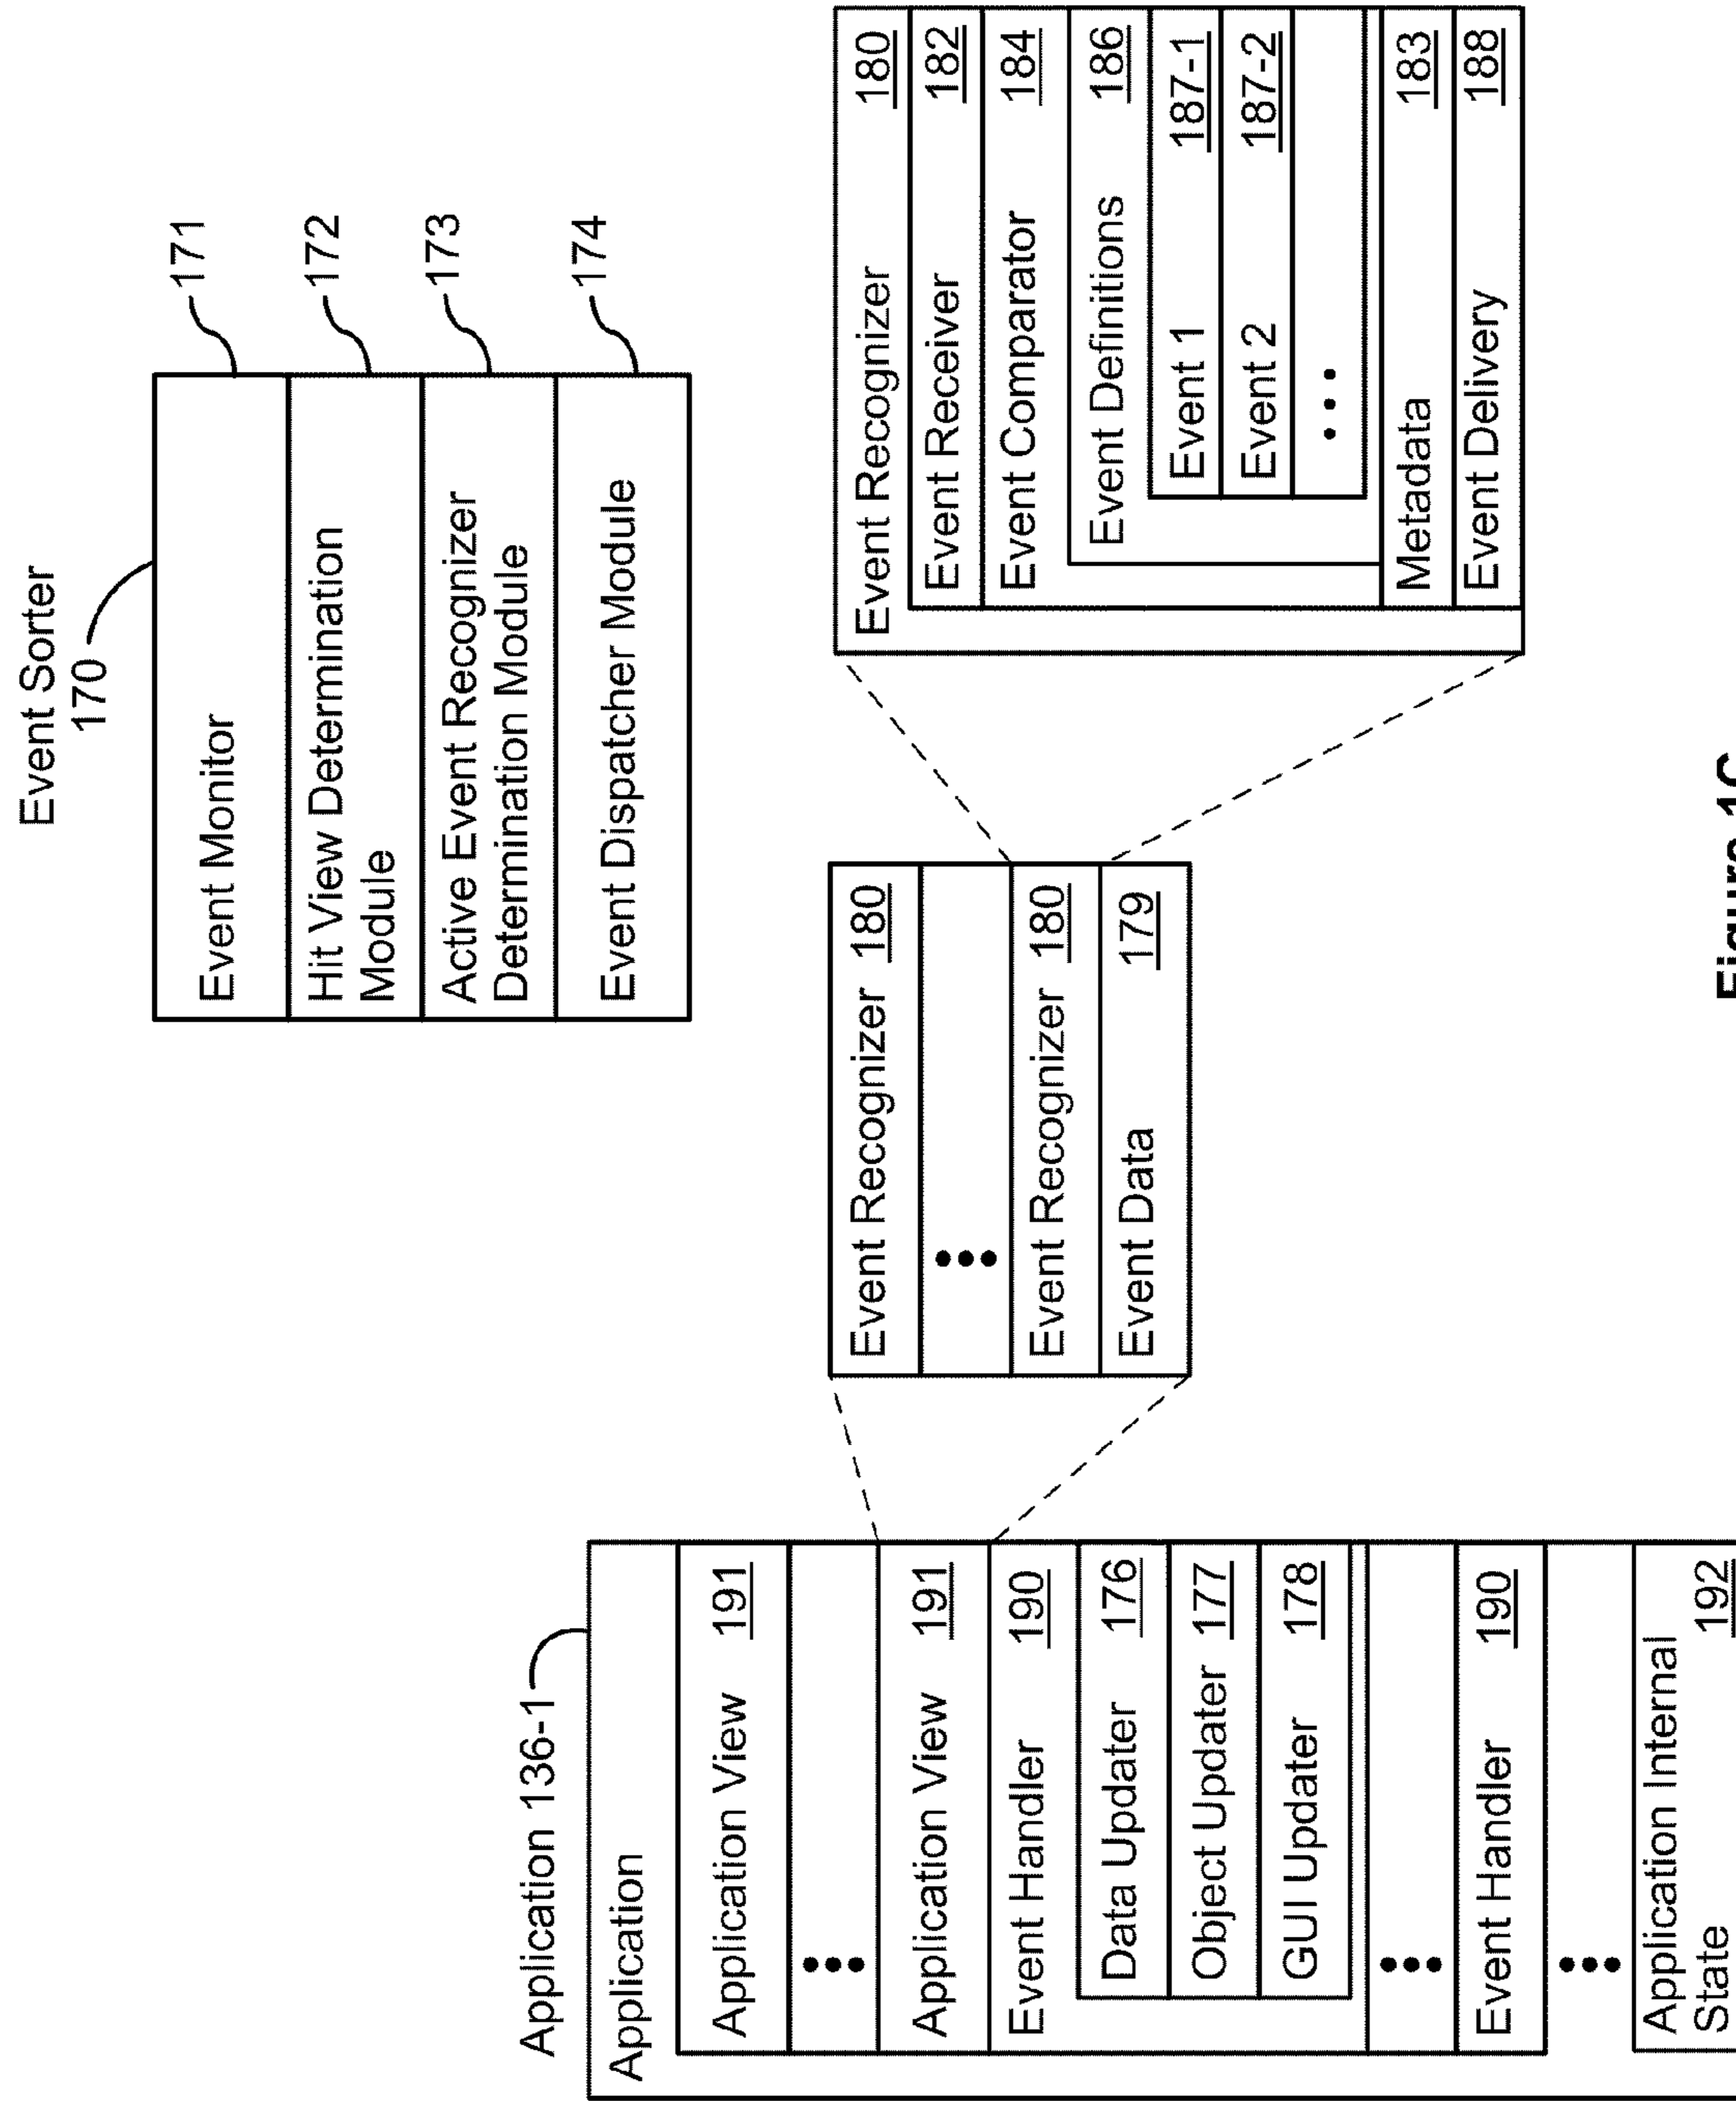 Event Sorter
170
Event Monitor
171
Hit View Determination
Module
172
Active Event Recognizer
Determination Module
173
Event Dispatcher Module
174
Application 136-1
Application
Application View 191
•••
Application View 191
Event Handler 190
Data Updater 176
Object Updater 177
GUI Updater 178
•••
Event Handler 190
•••
Application Internal
State 192
Event Recognizer 180
•••
Event Recognizer 180
Event Data 179
Event Recognizer 180
Event Receiver 182
Event Comparator 184
Event Definitions 186
Event 1 187-1
Event 2 187-2
•••
Metadata 183
Event Delivery 188
Figure 1C